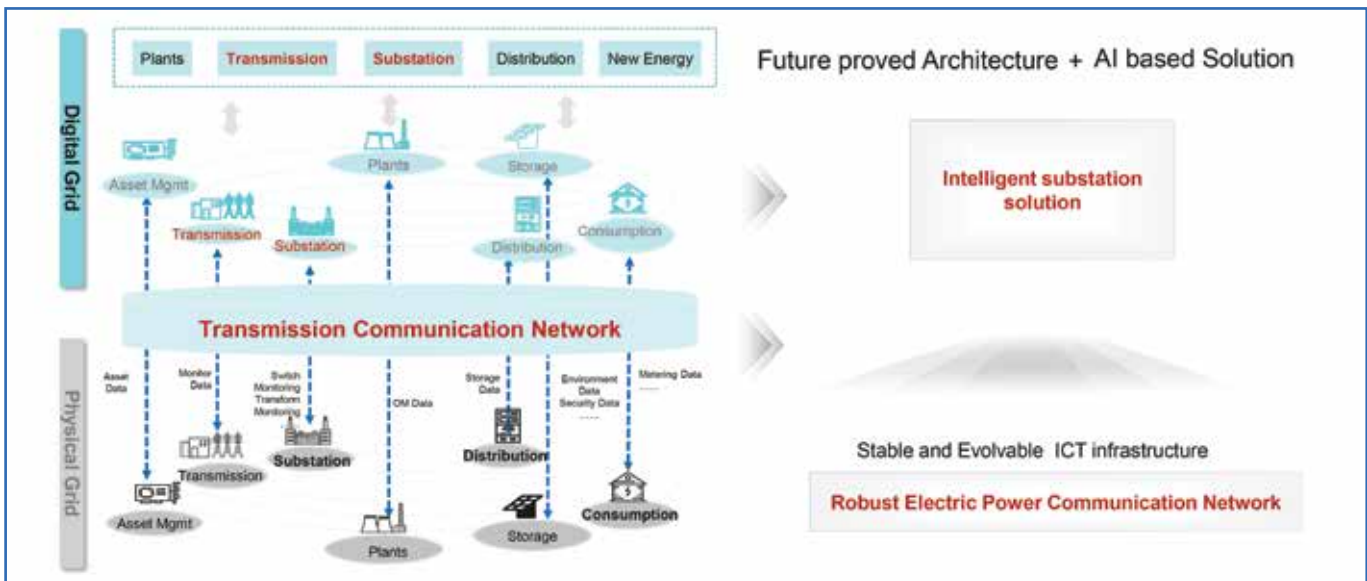 Digital Grid
Plants
Transmission
Substation
Distribution
New Energy
Asset Mgmt
Transmission
Substation
Plants
Storage
Distribution
Consumption
Transmission Communication Network
Physical Grid
Asset
Data
Monitor
Data
Switch
Monitoring
Transform
Monitoring
OM Data
Storage
Data
Environment
Data
Security Data
.....
Metering Data
......
Asset Mgmt
Transmission
Substation
Plants
Distribution
Storage
Consumption
Future proved Architecture + AI based Solution
Intelligent substation
solution
Stable and Evolvable ICT infrastructure
Robust Electric Power Communication Network